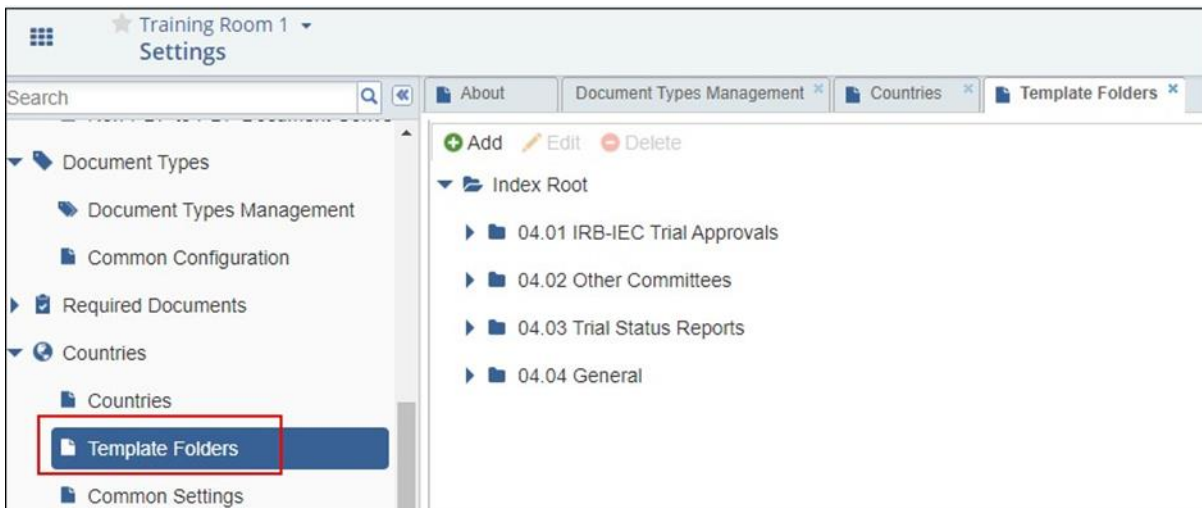 Training Room 1
Settings
Search
About
Document Types Management
Countries
Template Folders
Document Types
Document Types Management
Common Configuration
Required Documents
Countries
Countries
Template Folders
Common Settings
Add
Edit
Delete
Index Root
04.01 IRB-IEC Trial Approvals
04.02 Other Committees
04.03 Trial Status Reports
04.04 General